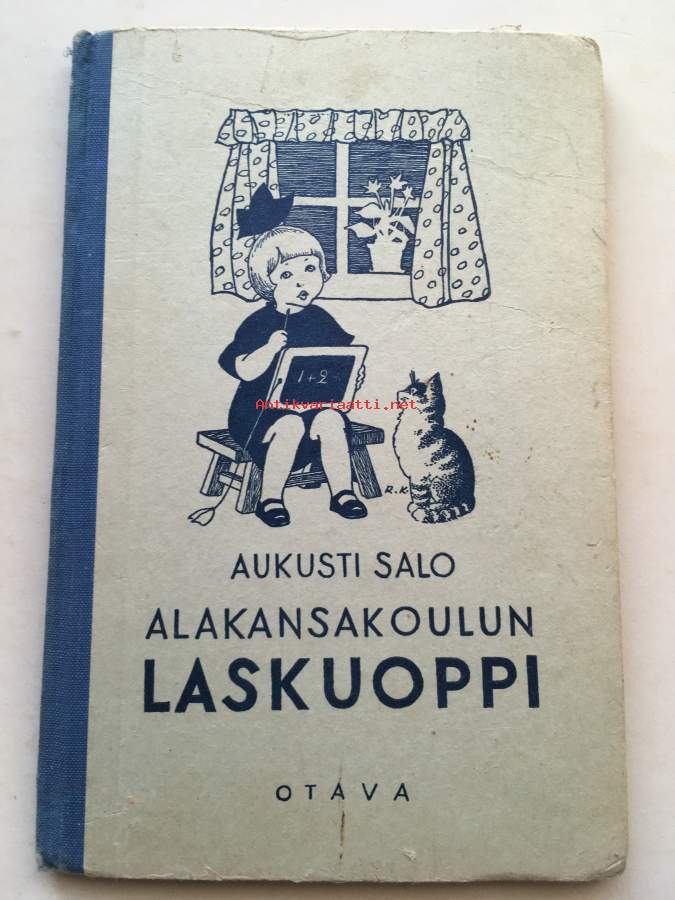 1+2
Antikvariaatti.net
R.K.
AUKUSTI SALO
ALAKANSAKOULUN
LASKUOPPI
OTAVA